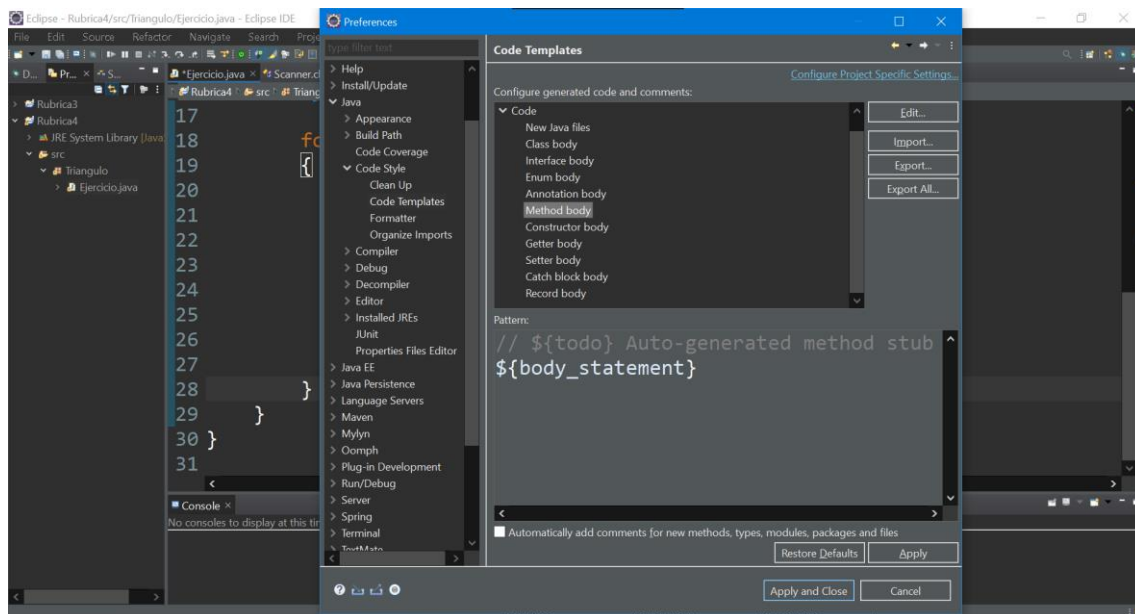 Eclipse - Rubrica4/src/Triangulo/Ejercicio.java - Eclipse IDE
File Edit Source Refactor Navigate Search Proje
D... Pr... × S...
Rubrica3
Rubrica4
JRE System Library [Java
src
Triangulo
Ejercicio.java
*Ejercicio.java × Scanner.cl
Rubrica4 src Triang
17
18 fo
19 {
20
21
22
23
24
25
26
27
28 }
29 }
30 }
31
Console ×
No consoles to display at this tim
Preferences
type filter text
Help
Install/Update
Java
Appearance
Build Path
Code Coverage
Code Style
Clean Up
Code Templates
Formatter
Organize Imports
Compiler
Debug
Decompiler
Editor
Installed JREs
JUnit
Properties Files Editor
Java EE
Java Persistence
Language Servers
Maven
Mylyn
Oomph
Plug-in Development
Run/Debug
Server
Spring
Terminal
TextMate
Code Templates
Configure Project Specific Settings...
Configure generated code and comments:
Code
New Java files
Class body
Interface body
Enum body
Annotation body
Method body
Constructor body
Getter body
Setter body
Catch block body
Record body
Edit...
Import...
Export...
Export All...
Pattern:
// ${todo} Auto-generated method stub
${body_statement}
Automatically add comments for new methods, types, modules, packages and files
Restore Defaults Apply
Apply and Close Cancel